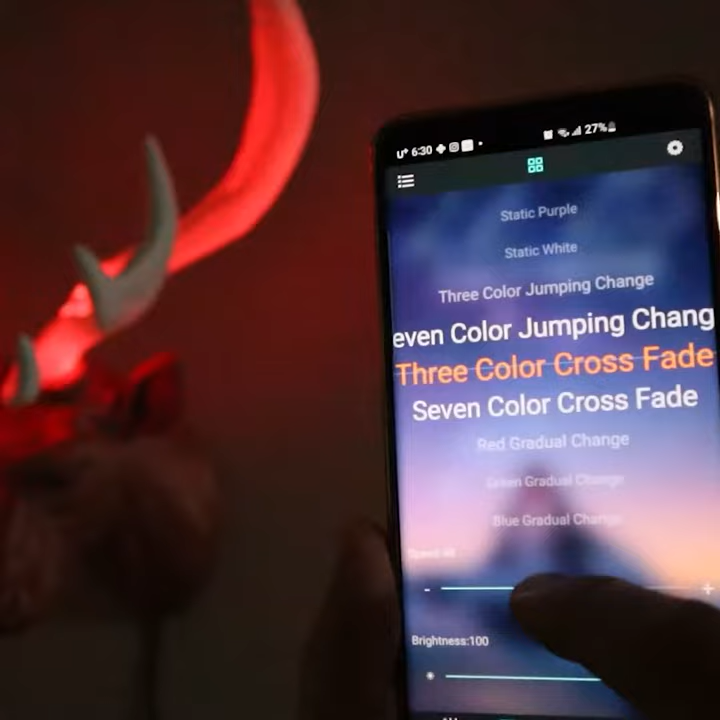 U+ 6:30 27%
Static Purple
Static White
Three Color Jumping Change
even Color Jumping Chang
Three Color Cross Fade
Seven Color Cross Fade
Red Gradual Change
Green Gradual Change
Blue Gradual Change
-
+
Brightness:100